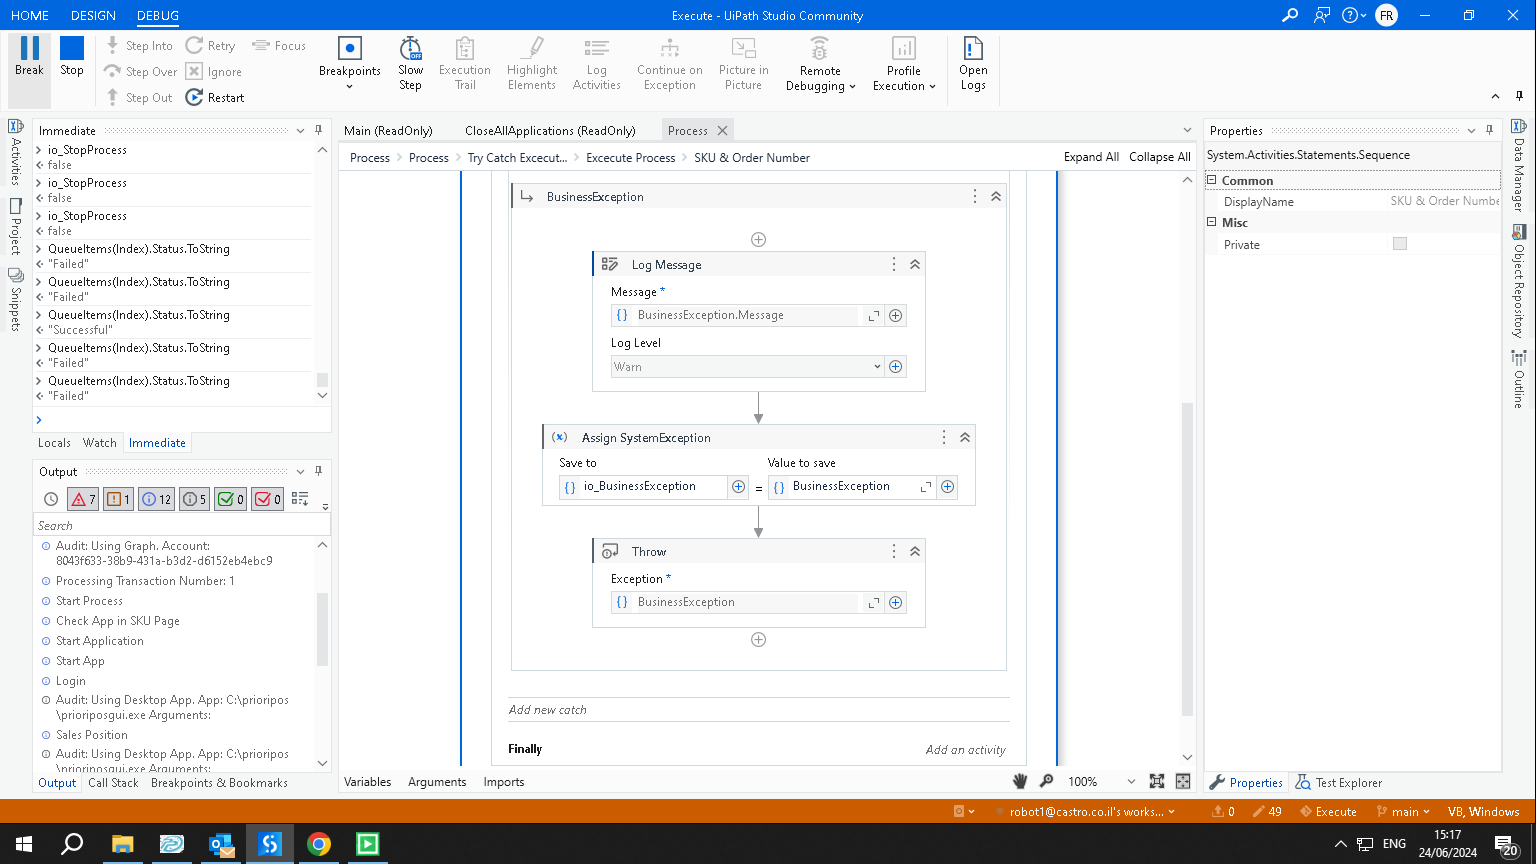 HOME DESIGN DEBUG
Execute - UiPath Studio Community
FR
Break
Stop
Step Into
Step Over
Step Out
Retry
Ignore
Restart
Focus
Breakpoints
Slow
Step
Execution
Trail
Highlight
Elements
Log
Activities
Continue on
Exception
Picture in
Picture
Remote
Debugging
Profile
Execution
Open
Logs
Activities
Project
Snippets
Immediate
io_StopProcess
false
io_StopProcess
false
io_StopProcess
false
QueueItems(Index).Status.ToString
"Failed"
QueueItems(Index).Status.ToString
"Failed"
QueueItems(Index).Status.ToString
"Successful"
QueueItems(Index).Status.ToString
"Failed"
QueueItems(Index).Status.ToString
"Failed"
Locals Watch Immediate
Output
7 1 12 5 0 0
Search
Audit: Using Graph. Account:
8043f633-38b9-431a-b3d2-d6152eb4ebc9
Processing Transaction Number: 1
Start Process
Check App in SKU Page
Start Application
Start App
Login
Audit: Using Desktop App. App: C:\prioripos
\prioriposgui.exe Arguments:
Sales Position
Audit: Using Desktop App. App: C:\prioripos
\prioriposgui.exe Arguments:
Output Call Stack Breakpoints & Bookmarks
Main (ReadOnly) CloseAllApplications (ReadOnly) Process
Process Process Try Catch Excecut... Excecute Process SKU & Order Number
Expand All Collapse All
BusinessException
Log Message
Message *
BusinessException.Message
Log Level
Warn
Assign SystemException
Save to Value to save
io_BusinessException = BusinessException
Throw
Exception *
BusinessException
Add new catch
Finally Add an activity
Variables Arguments Imports
100%
Properties
System.Activities.Statements.Sequence
Common
DisplayName SKU & Order Numbe
Misc
Private
Properties Test Explorer
Data Manager
Object Repository
Outline
robot1@castro.co.il's works... 0 49 Execute main VB, Windows
ENG
15:17
24/06/2024
20